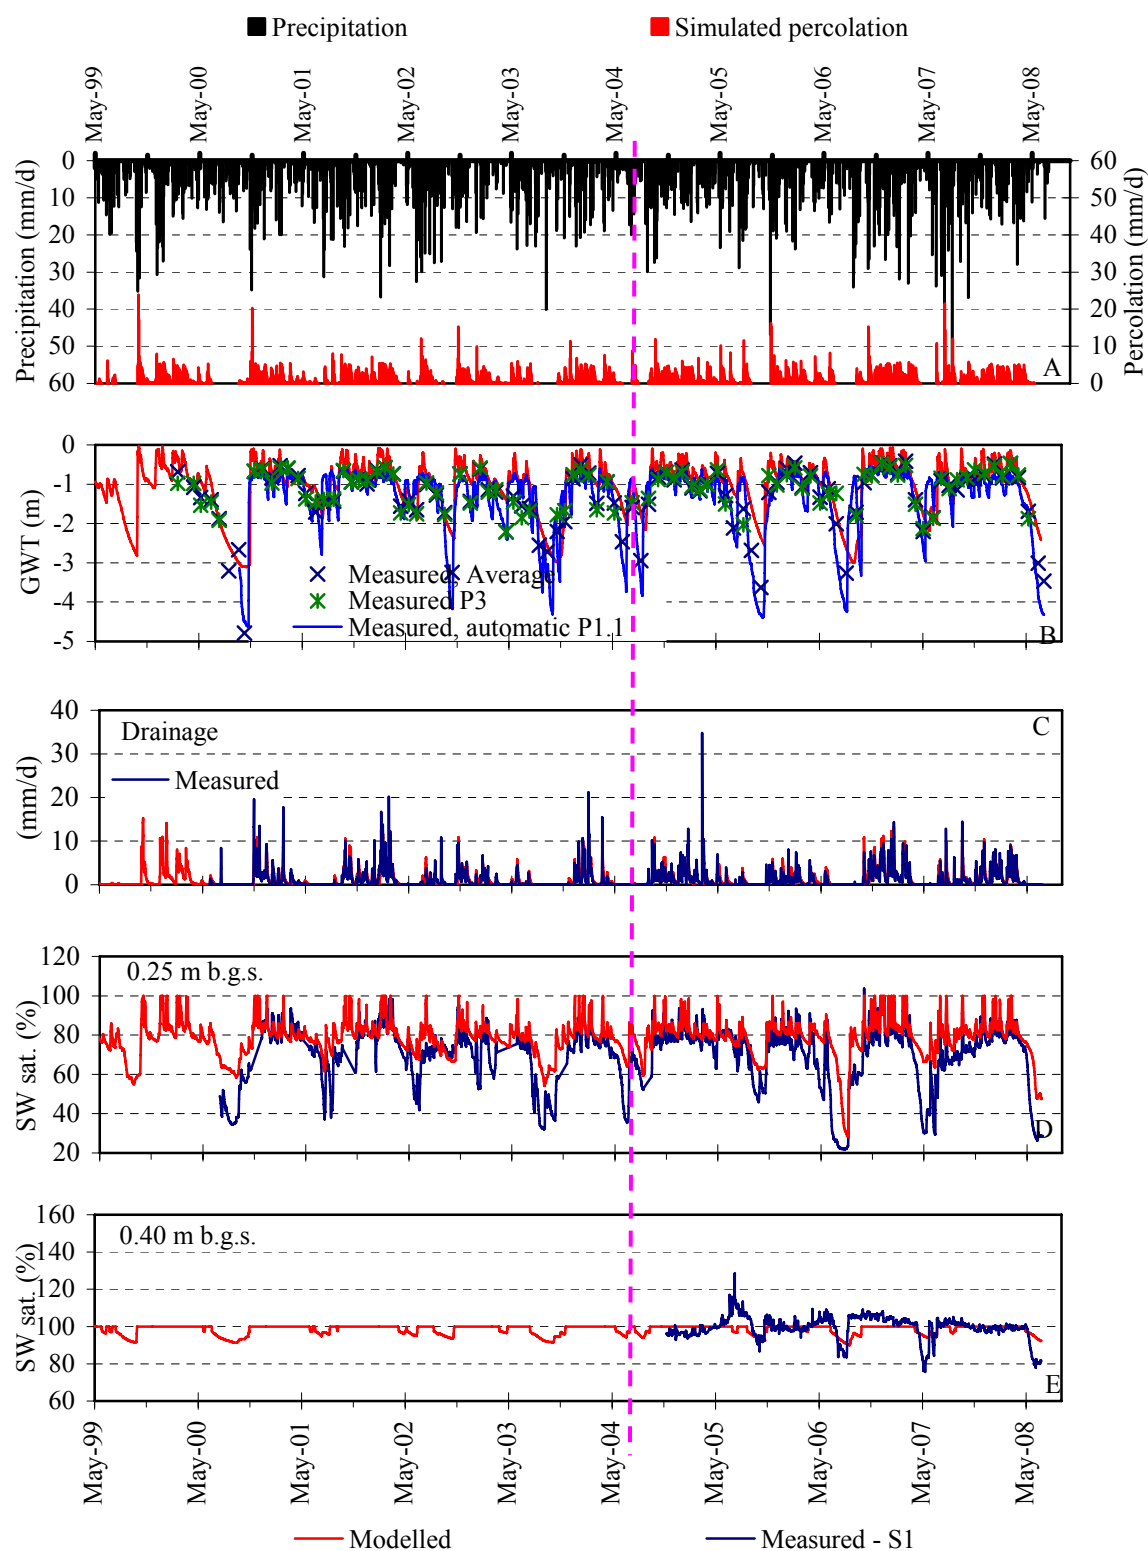 Precipitation
Simulated percolation
May-99
May-00
May-01
May-02
May-03
May-04
May-05
May-06
May-07
May-08
Precipitation (mm/d)
0
10
20
30
40
50
60
60
50
40
30
20
10
0
Percolation (mm/d)
A
GWT (m)
0
-1
-2
-3
-4
-5
Measured, Average
Measured P3
Measured, automatic P1.1
B
(mm/d)
40
30
20
10
0
Drainage
Measured
C
SW sat. (%)
120
100
80
60
40
20
0.25 m b.g.s.
D
SW sat. (%)
160
140
120
100
80
60
0.40 m b.g.s.
E
May-99
May-00
May-01
May-02
May-03
May-04
May-05
May-06
May-07
May-08
Modelled
Measured - S1